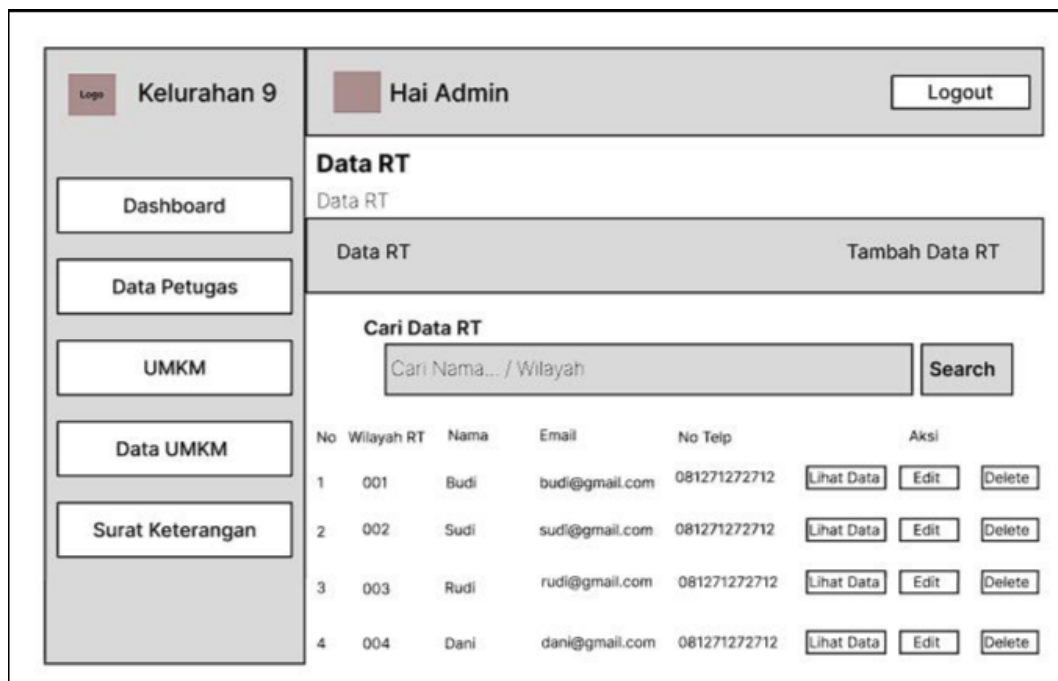 Logo Kelurahan 9
Hai Admin
Logout
Dashboard
Data Petugas
UMKM
Data UMKM
Surat Keterangan
Data RT
Data RT
Data RT Tambah Data RT
Cari Data RT
Cari Nama... / Wilayah Search
No Wilayah RT Nama Email No Telp Aksi
1 001 Budi budi@gmail.com 081271272712 Lihat Data Edit Delete
2 002 Sudi sudi@gmail.com 081271272712 Lihat Data Edit Delete
3 003 Rudi rudi@gmail.com 081271272712 Lihat Data Edit Delete
4 004 Dani dani@gmail.com 081271272712 Lihat Data Edit Delete